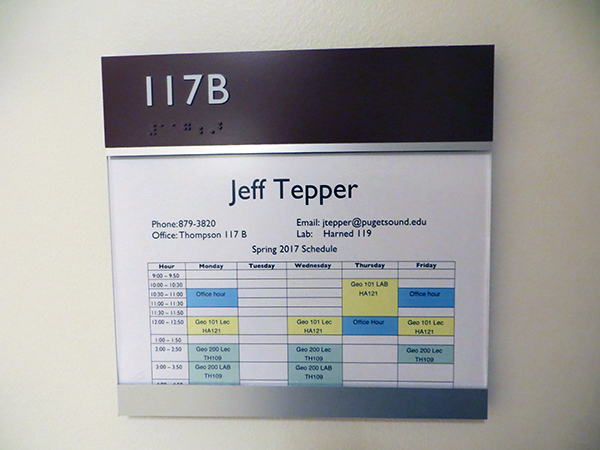 117B
Jeff Tepper
Phone: 879-3820 Email: jtepper@pugetsound.edu
Office: Thompson 117 B Lab: Harned 119
Spring 2017 Schedule
Hour Monday Tuesday Wednesday Thursday Friday
9:00 – 9:50
10:00 – 10:30 Geo 101 LAB
10:30 – 11:00 Office hour HA121 Office hour
11:00 – 11:30
11:30 – 11:50
12:00 – 12:50 Geo 101 Lec Geo 101 Lec Office Hour Geo 101 Lec
HA121 HA121 HA121
1:00 – 1:50
2:00 – 2:50 Geo 200 Lec Geo 200 Lec Geo 200 Lec
TH109 TH109 TH109
3:00 – 3:50 Geo 200 LAB Geo 200 LAB
TH109 TH109